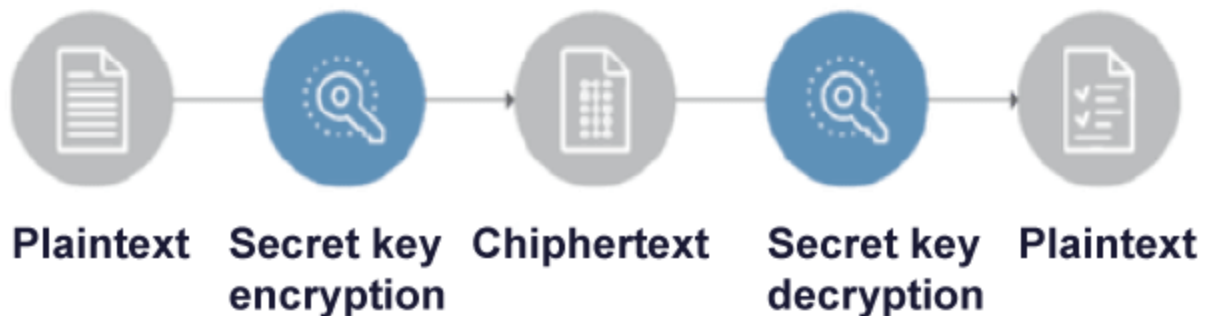 Plaintext
Secret key
encryption
Chiphertext
Secret key
decryption
Plaintext